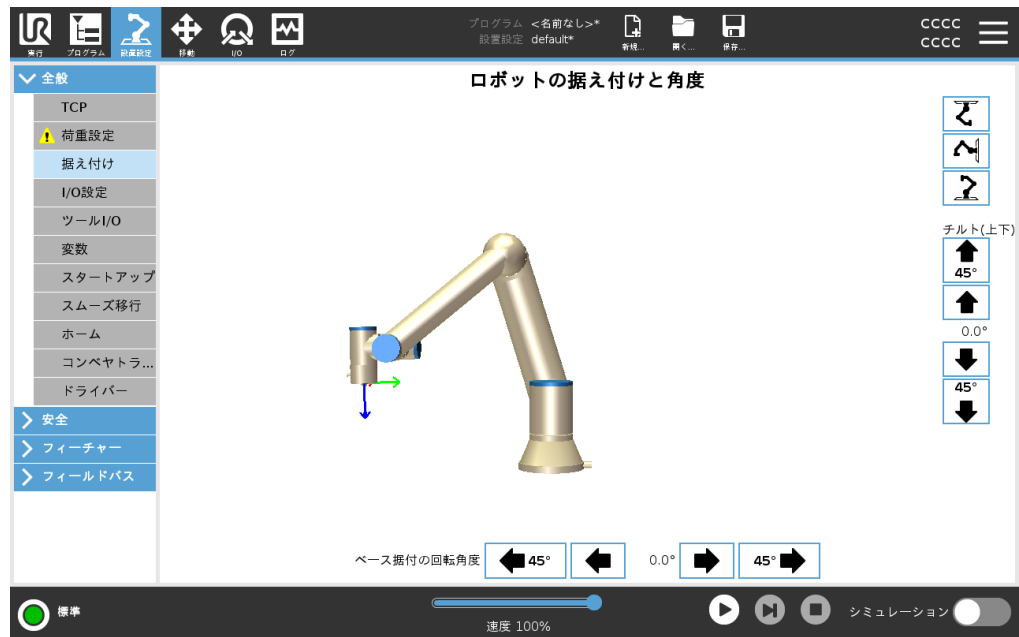 実行 プログラム 設置設定 移動 I/O ログ
プログラム <名前なし>*
設置設定 default*
新規... 開く... 保存...
CCCC
CCCC
全般
TCP
荷重設定
据え付け
I/O設定
ツールI/O
変数
スタートアップ
スムーズ移行
ホーム
コンベヤトラ...
ドライバー
安全
フィーチャー
フィールドバス
ロボットの据え付けと角度
チルト(上下)
45°
0.0°
45°
ベース据付の回転角度 45° 0.0° 45°
標準
速度 100%
シミュレーション